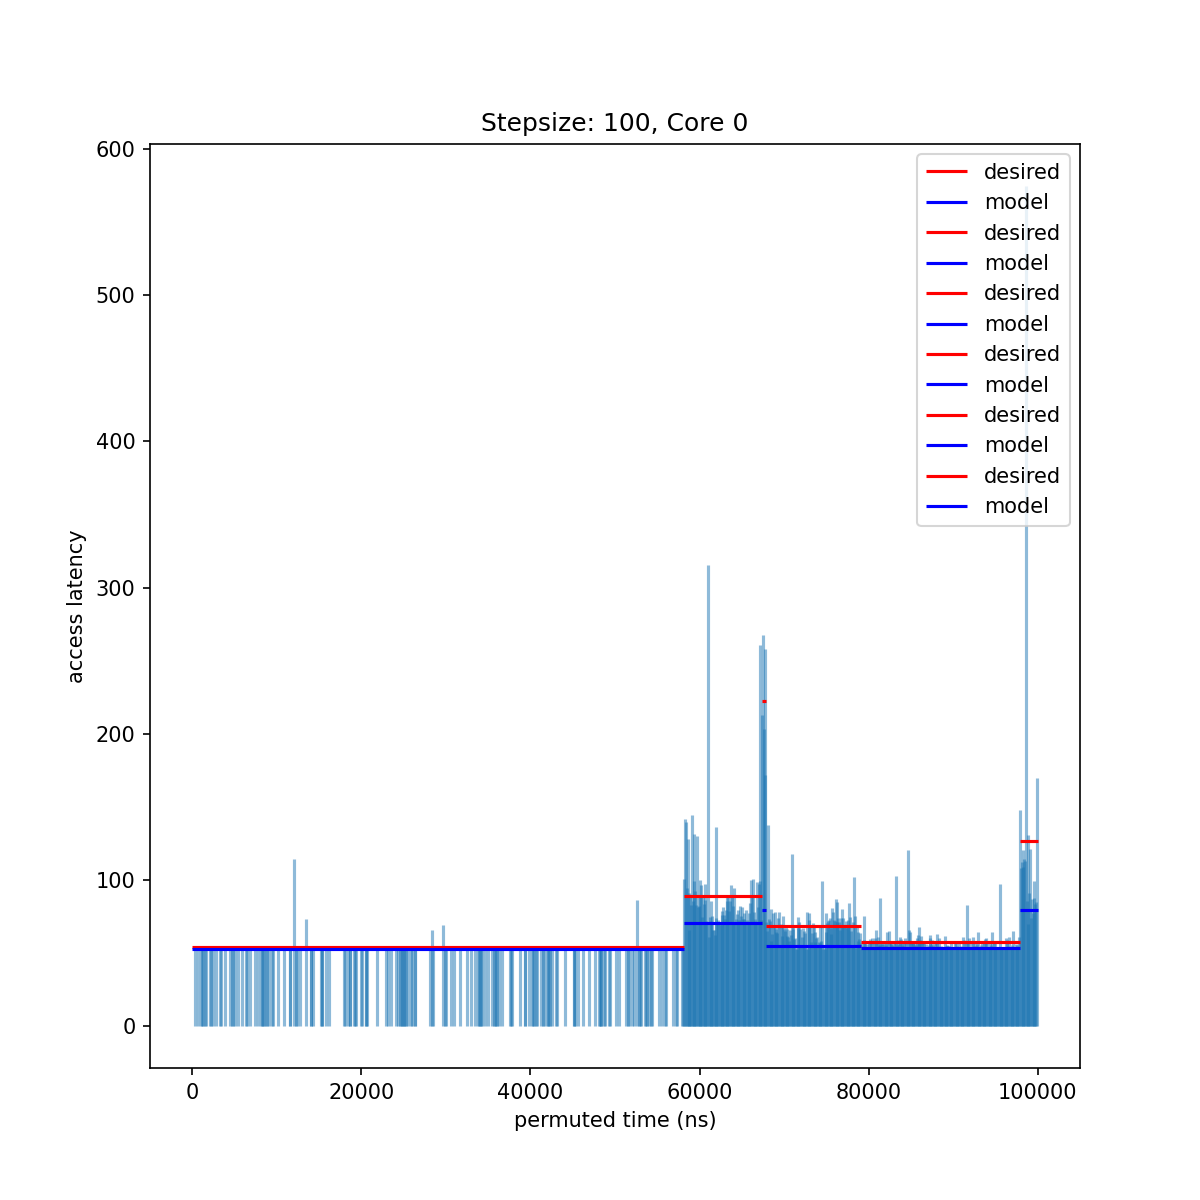 Stepsize: 100, Core 0
600
500
400
300
200
100
0
access latency
desired
model
desired
model
desired
model
desired
model
desired
model
desired
model
0 20000 40000 60000 80000 100000
permuted time (ns)